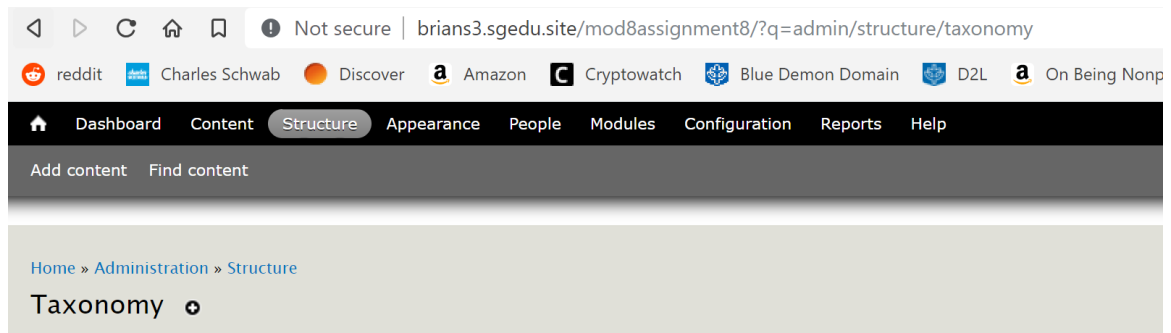 Not secure | brians3.sgedu.site/mod8assignment8/?q=admin/structure/taxonomy
reddit charles SCHWAB Charles Schwab Discover a Amazon C Cryptowatch Blue Demon Domain D2L a On Being Nonp
Dashboard Content Structure Appearance People Modules Configuration Reports Help
Add content Find content
Home » Administration » Structure
Taxonomy